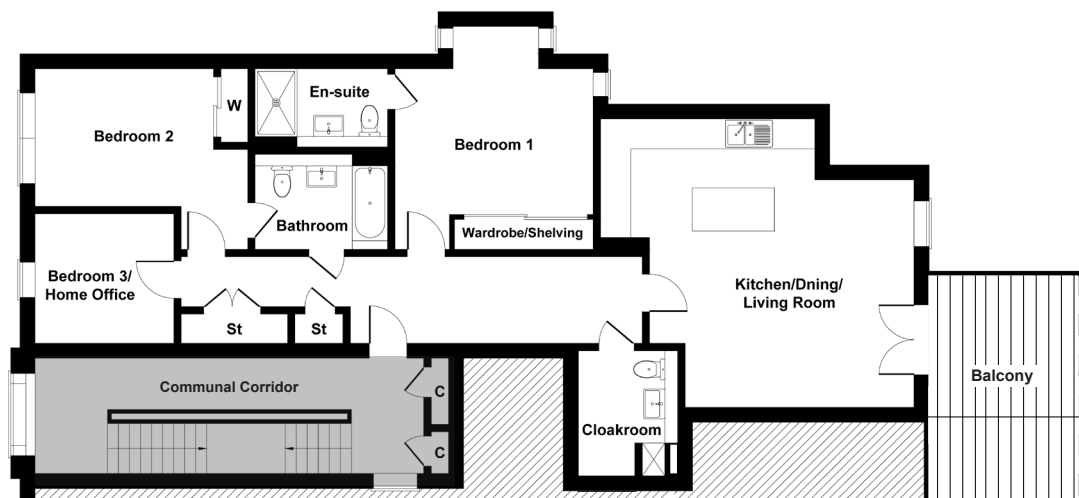 En-suite
W
Bedroom 2
Bedroom 1
Bathroom
Wardrobe/Shelving
Bedroom 3/
Home Office
Kitchen/Dning/
Living Room
St
St
Balcony
Communal Corridor
C
Cloakroom
C